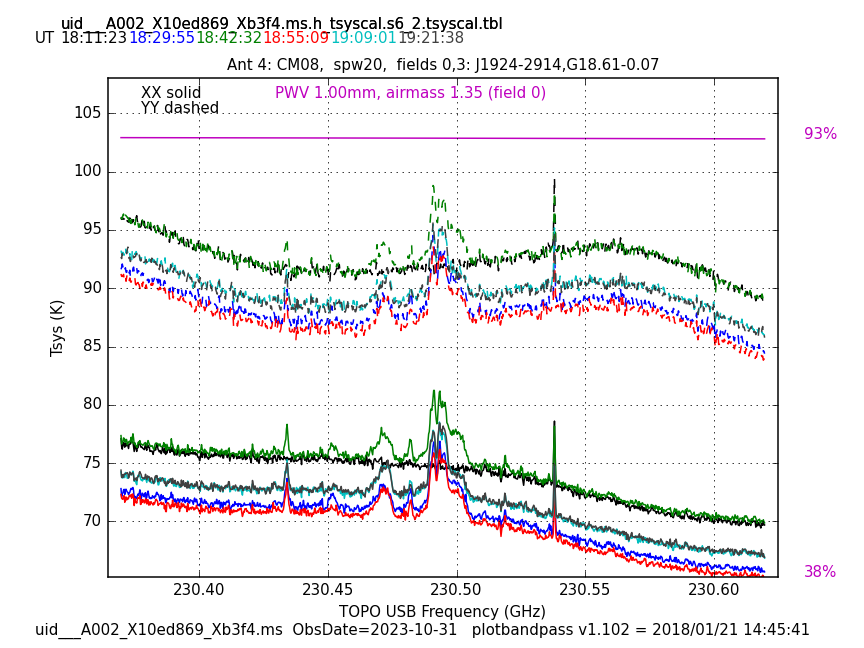 uid___A002_X10ed869_Xb3f4.ms.h_tsyscal.s6_2.tsyscal.tbl
UT 18:11:23 18:29:55 18:42:32 18:55:09 19:09:01 19:21:38
Ant 4: CM08,  spw20,  fields 0,3: J1924-2914,G18.61-0.07
XX solid
YY dashed
PWV 1.00mm, airmass 1.35 (field 0)
105
100
95
90
85
80
75
70
93%
38%
Tsys (K)
230.40 230.45 230.50 230.55 230.60
TOPO USB Frequency (GHz)
uid___A002_X10ed869_Xb3f4.ms  ObsDate=2023-10-31   plotbandpass v1.102 = 2018/01/21 14:45:41